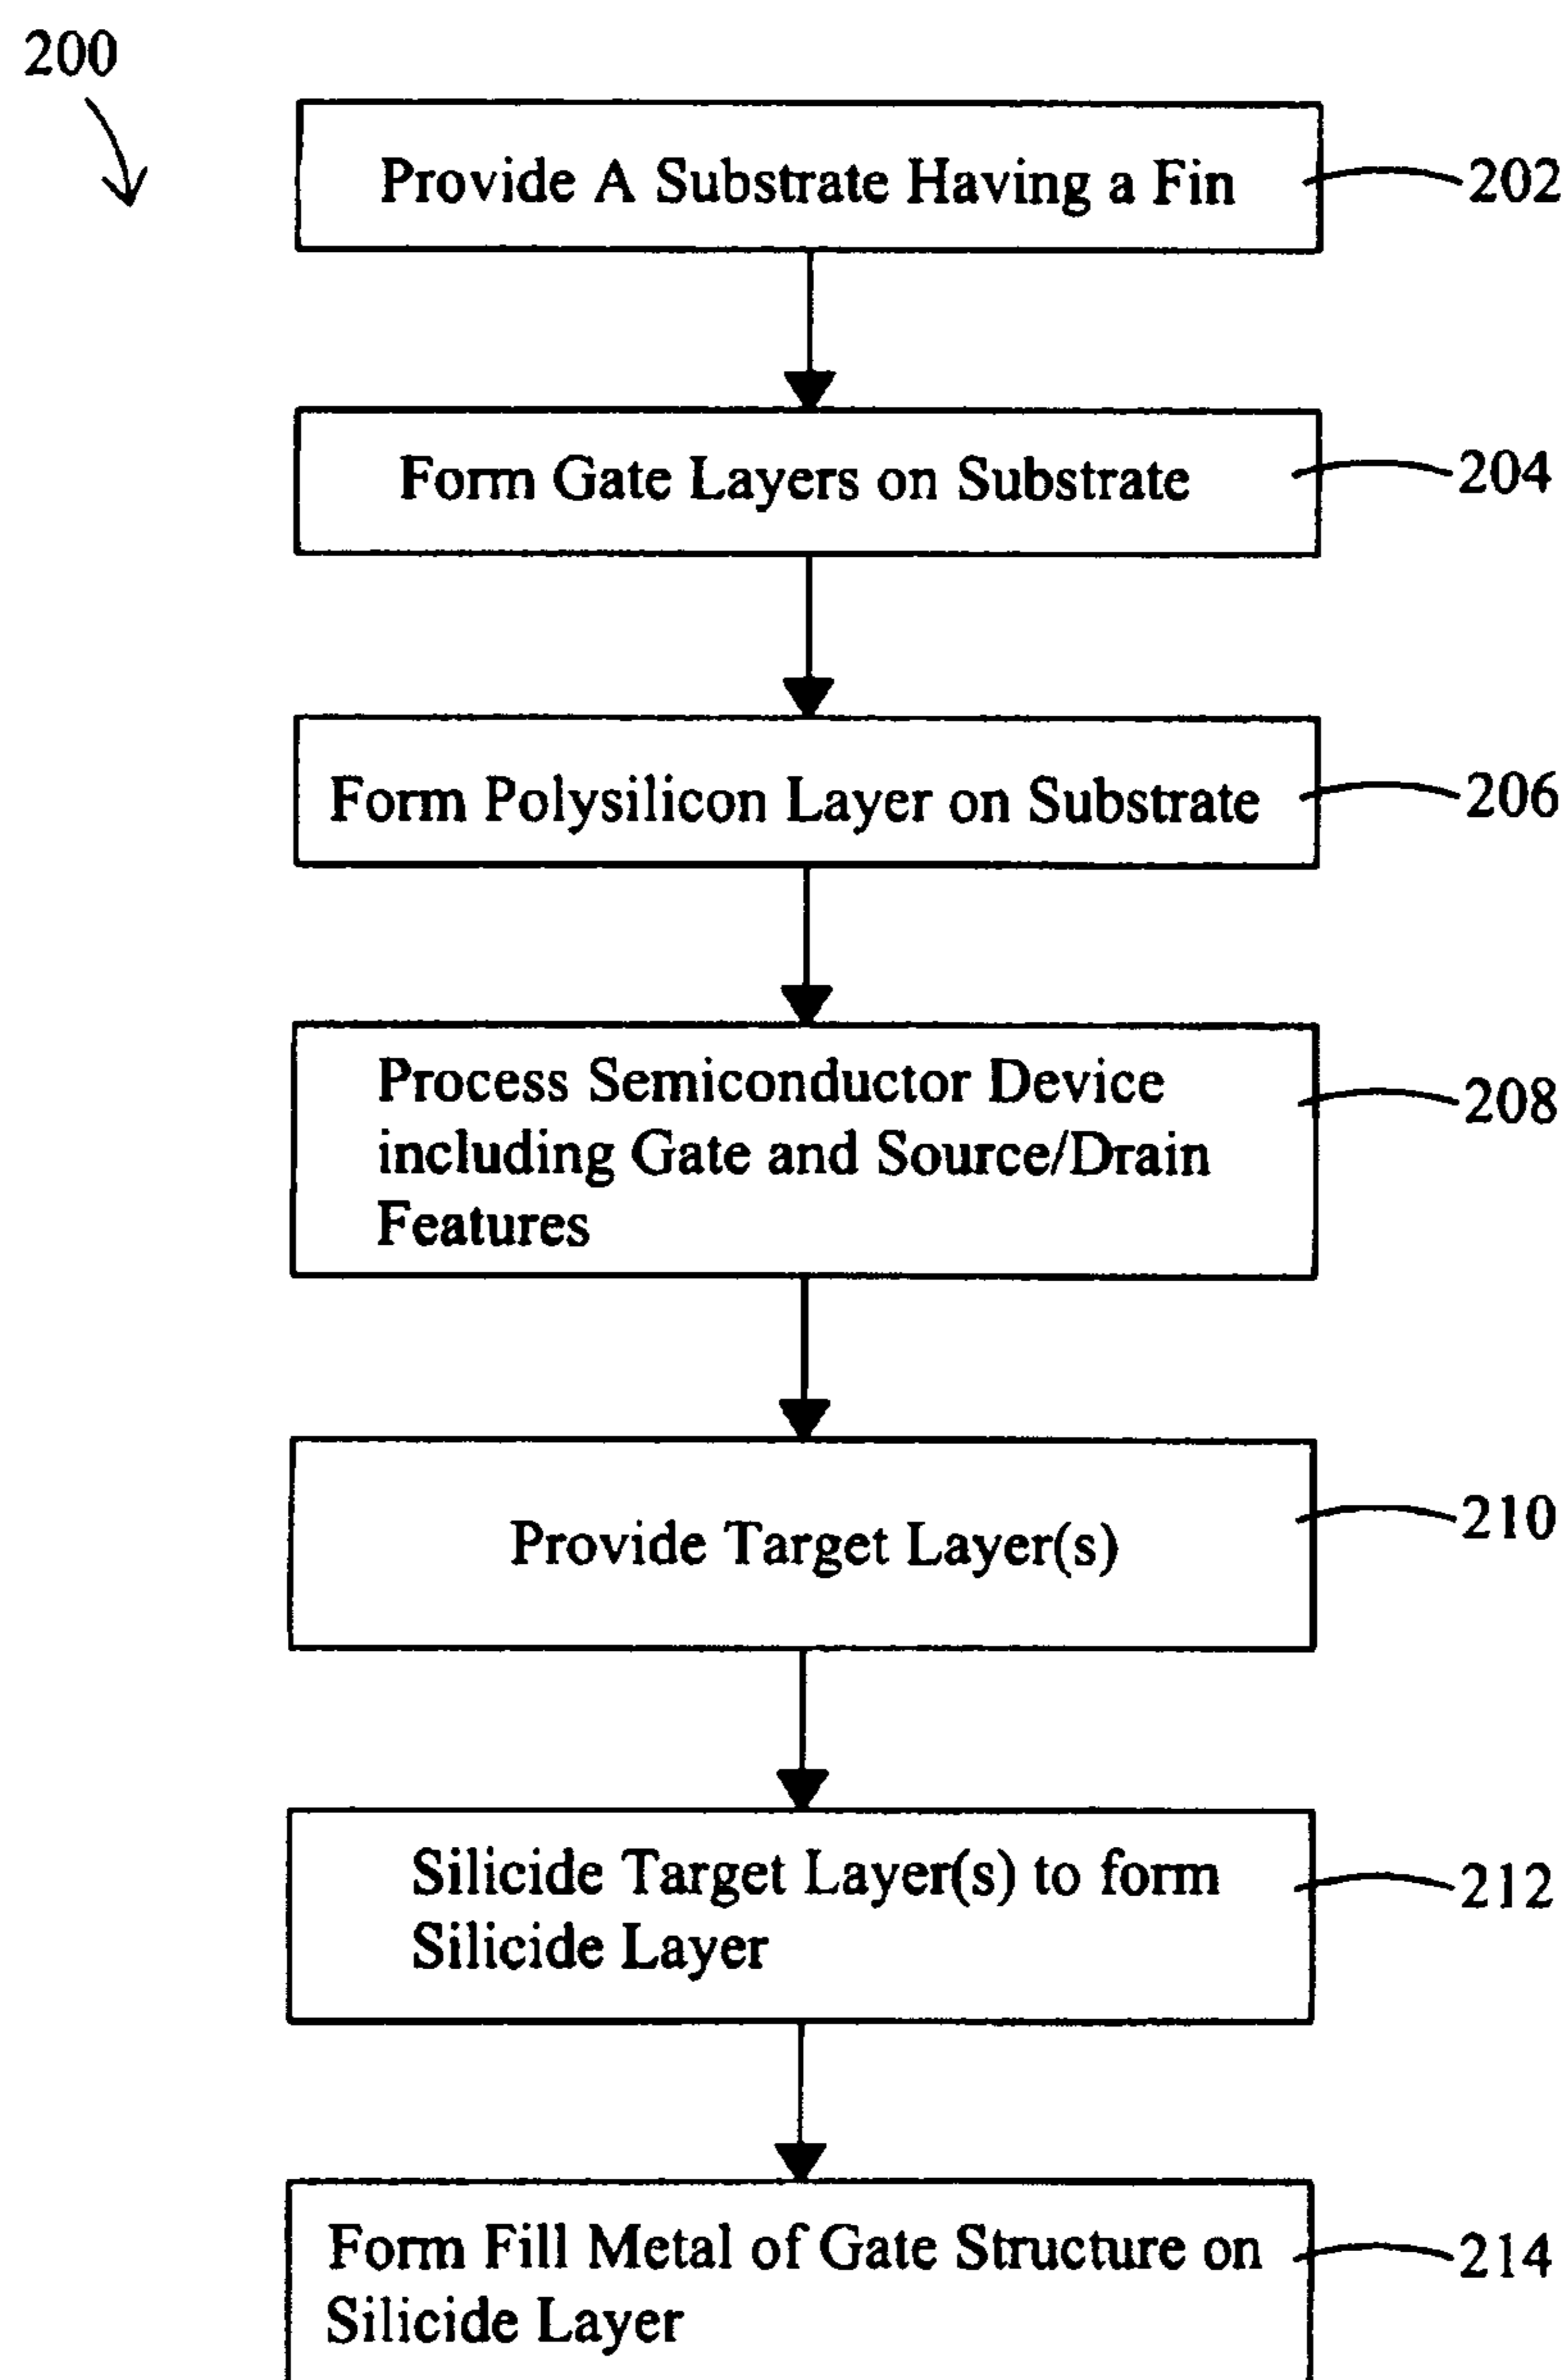 200
Provide A Substrate Having a Fin
202
Form Gate Layers on Substrate
204
Form Polysilicon Layer on Substrate
206
Process Semiconductor Device
including Gate and Source/Drain
Features
208
Provide Target Layer(s)
210
Silicide Target Layer(s) to form
Silicide Layer
212
Form Fill Metal of Gate Structure on
Silicide Layer
214